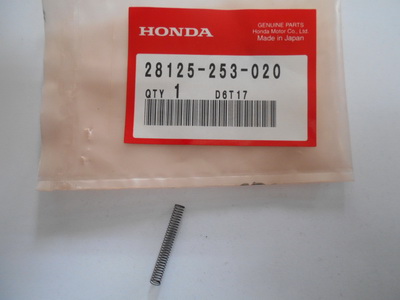 HONDA
GENUINE PARTS
Honda Motor Co., Ltd.
Made in Japan
28125-253-020
QTY 1 D6T17